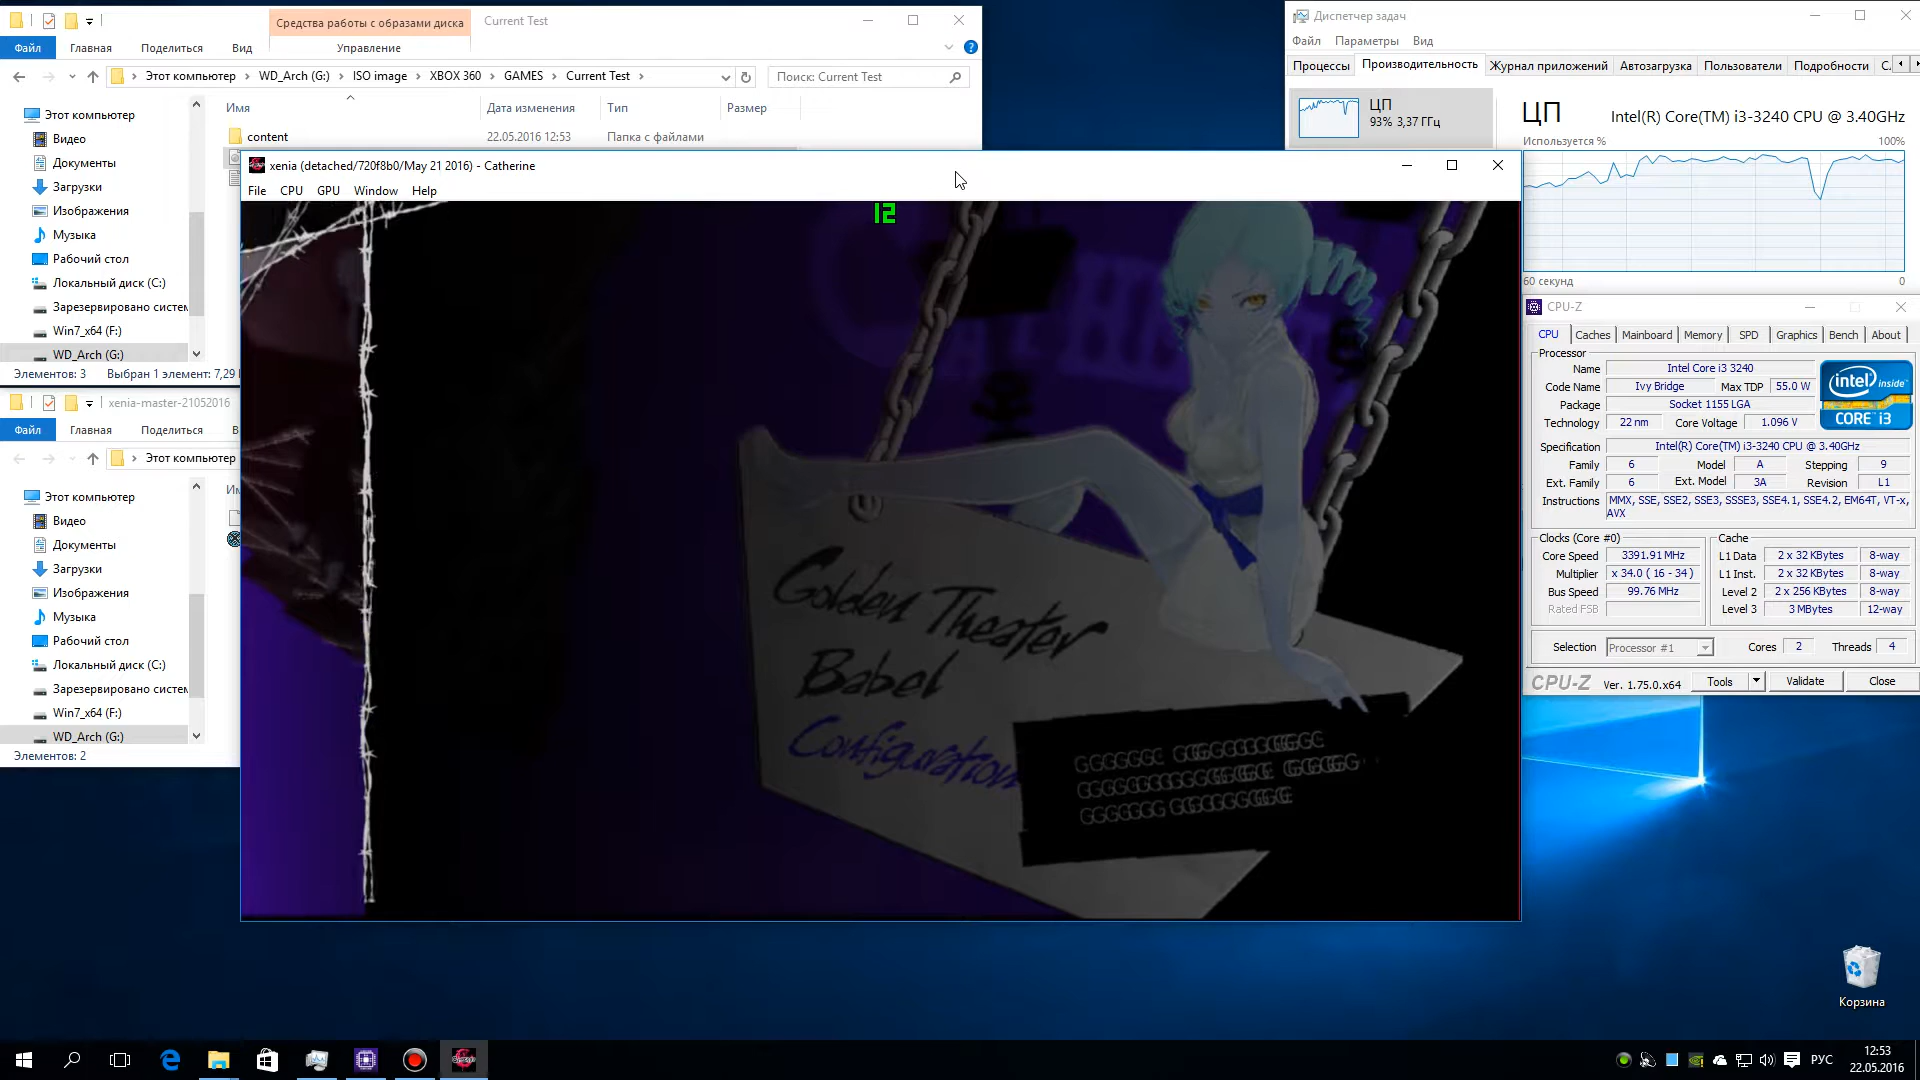 Средства работы с образами диска
Current Test
Файл
Главная
Поделиться
Вид
Управление
Этот компьютер
WD_Arch (G:)
ISO image
XBOX 360
GAMES
Current Test
Поиск: Current Test
Имя
Дата изменения
Тип
Размер
content
22.05.2016 12:53
Папка с файлами
Этот компьютер
Видео
Документы
Загрузки
Изображения
Музыка
Рабочий стол
Локальный диск (C:)
Зарезервировано систем
Win7_x64 (F:)
WD_Arch (G:)
Элементов: 3
Выбран 1 элемент: 7,29
xenia-master-21052016
Файл
Главная
Поделиться
В
Этот компьютер
Этот компьютер
Видео
Документы
Загрузки
Изображения
Музыка
Рабочий стол
Локальный диск (C:)
Зарезервировано систем
Win7_x64 (F:)
WD_Arch (G:)
Элементов: 2
xenia (detached/720f8b0/May 21 2016) - Catherine
File
CPU
GPU
Window
Help
12
Golden Theater
Babel
Configuration
Диспетчер задач
Файл
Параметры
Вид
Процессы
Производительность
Журнал приложений
Автозагрузка
Пользователи
Подробности
С
ЦП
93% 3,37 ГГц
ЦП
Intel(R) Core(TM) i3-3240 CPU @ 3.40GHz
Используется %
100%
60 секунд
0
CPU-Z
CPU
Caches
Mainboard
Memory
SPD
Graphics
Bench
About
Processor
Name
Intel Core i3 3240
Code Name
Ivy Bridge
Max TDP
55.0 W
Package
Socket 1155 LGA
Technology
22 nm
Core Voltage
1.096 V
intel inside
CORE i3
Specification
Intel(R) Core(TM) i3-3240 CPU @ 3.40GHz
Family
6
Model
A
Stepping
9
Ext. Family
6
Ext. Model
3A
Revision
L1
Instructions
MMX, SSE, SSE2, SSE3, SSSE3, SSE4.1, SSE4.2, EM64T, VT-x,
AVX
Clocks (Core #0)
Core Speed
3391.91 MHz
Multiplier
x 34.0 ( 16 - 34 )
Bus Speed
99.76 MHz
Rated FSB
Cache
L1 Data
2 x 32 KBytes
8-way
L1 Inst.
2 x 32 KBytes
8-way
Level 2
2 x 256 KBytes
8-way
Level 3
3 MBytes
12-way
Selection
Processor #1
Cores
2
Threads
4
CPU-Z
Ver. 1.75.0.x64
Tools
Validate
Close
Корзина
РУС
12:53
22.05.2016